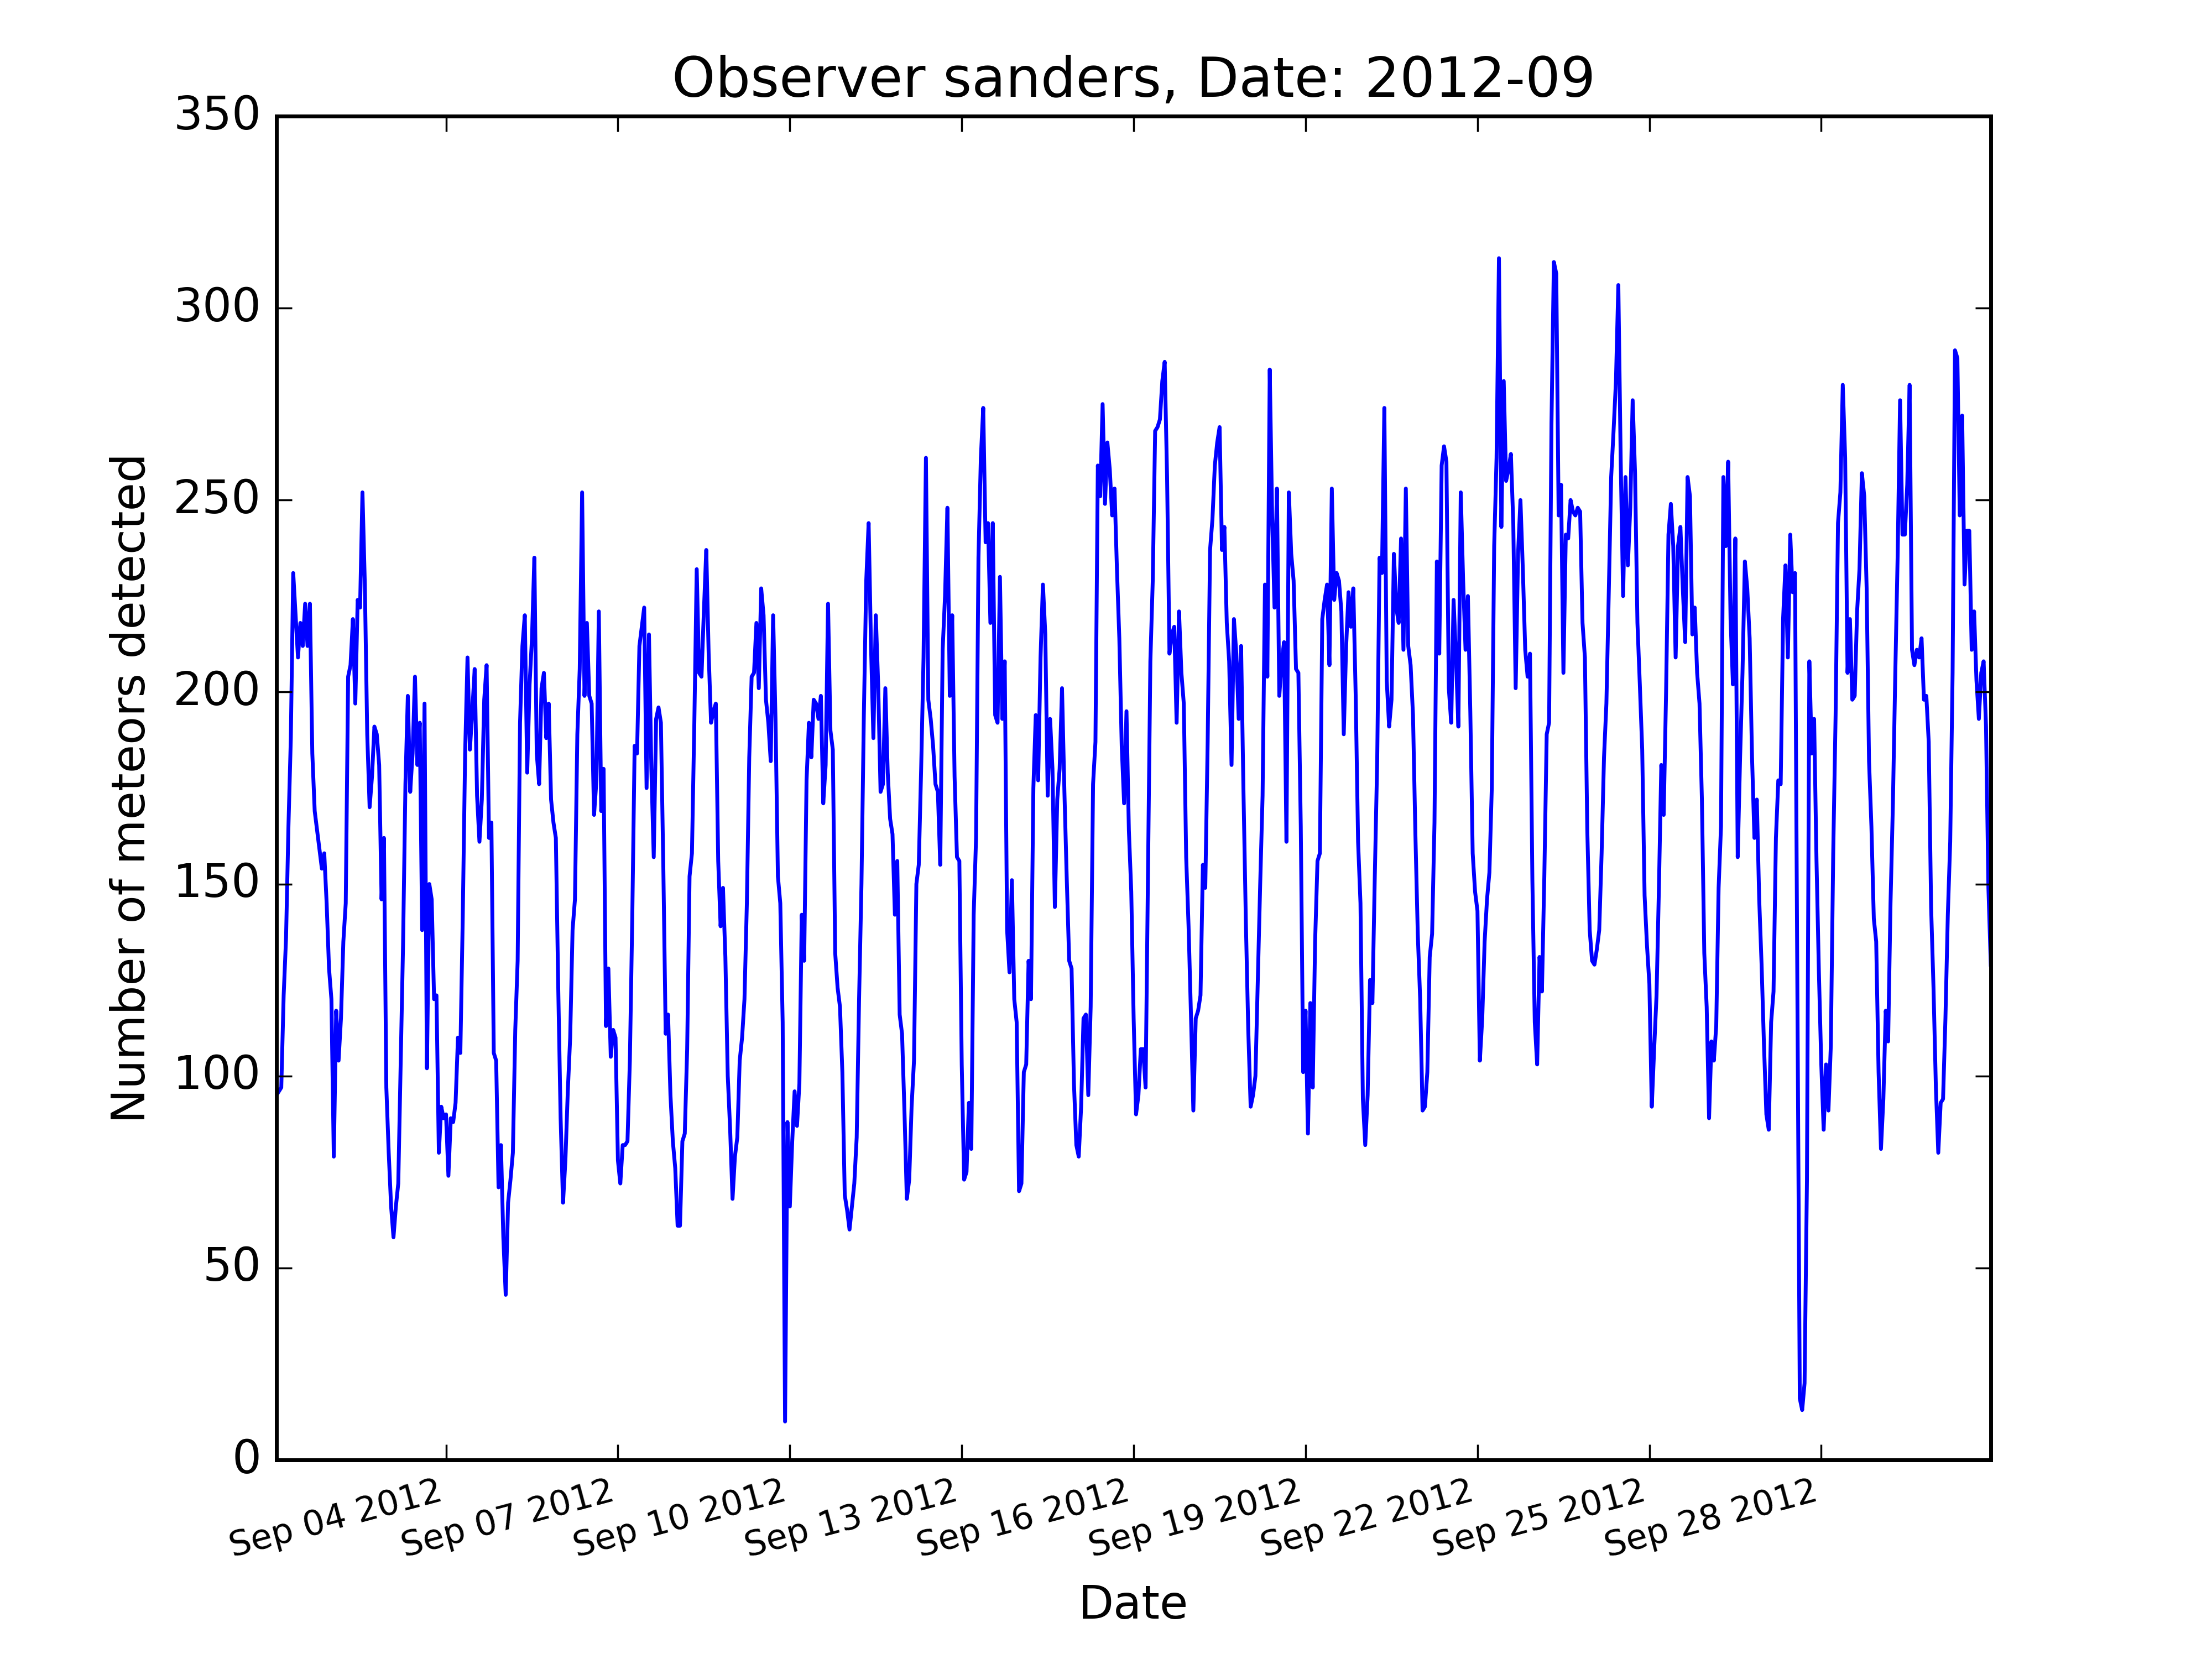 Observer sanders, Date: 2012-09
350
300
250
200
150
100
50
0
Number of meteors detected
Sep 04 2012
Sep 07 2012
Sep 10 2012
Sep 13 2012
Sep 16 2012
Sep 19 2012
Sep 22 2012
Sep 25 2012
Sep 28 2012
Date